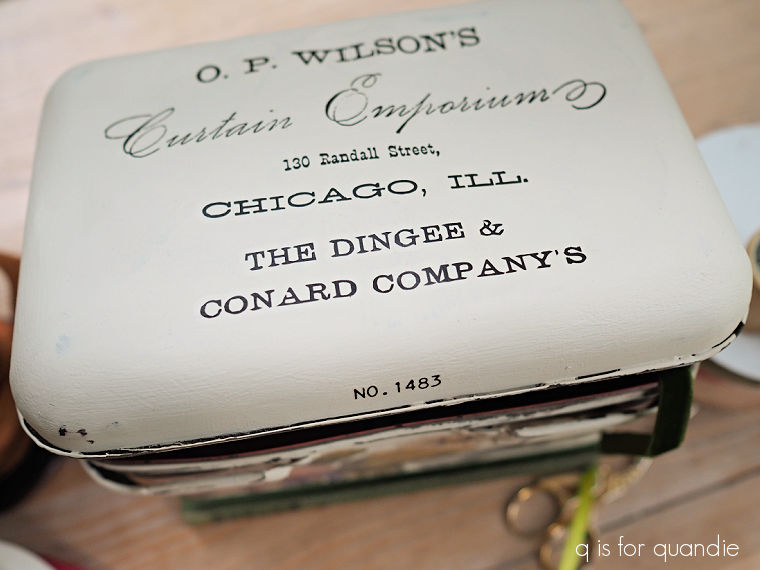 O. P. WILSON'S
Curtain Emporium
130 Randall Street,
CHICAGO, ILL.
THE DINGEE &
CONARD COMPANY'S
NO. 1483
q is for quandie